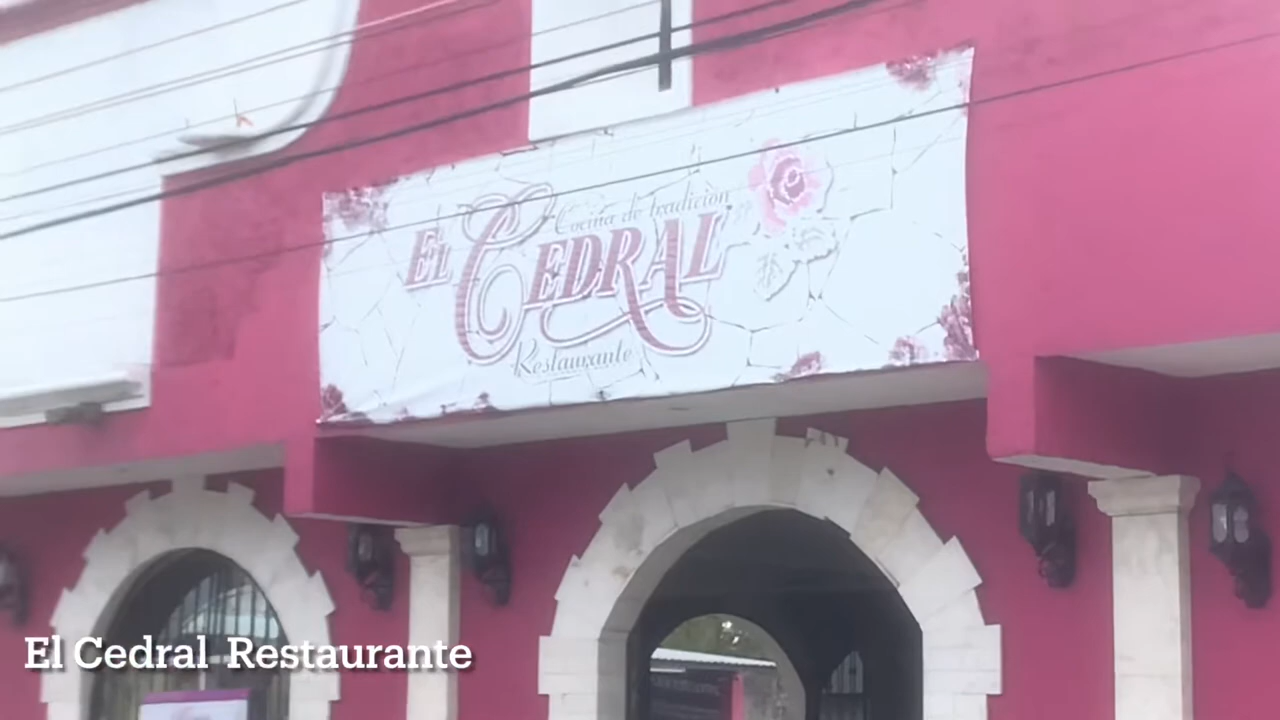 Cocina de tradición
EL CEDRAL
Restaurante
El Cedral Restaurante